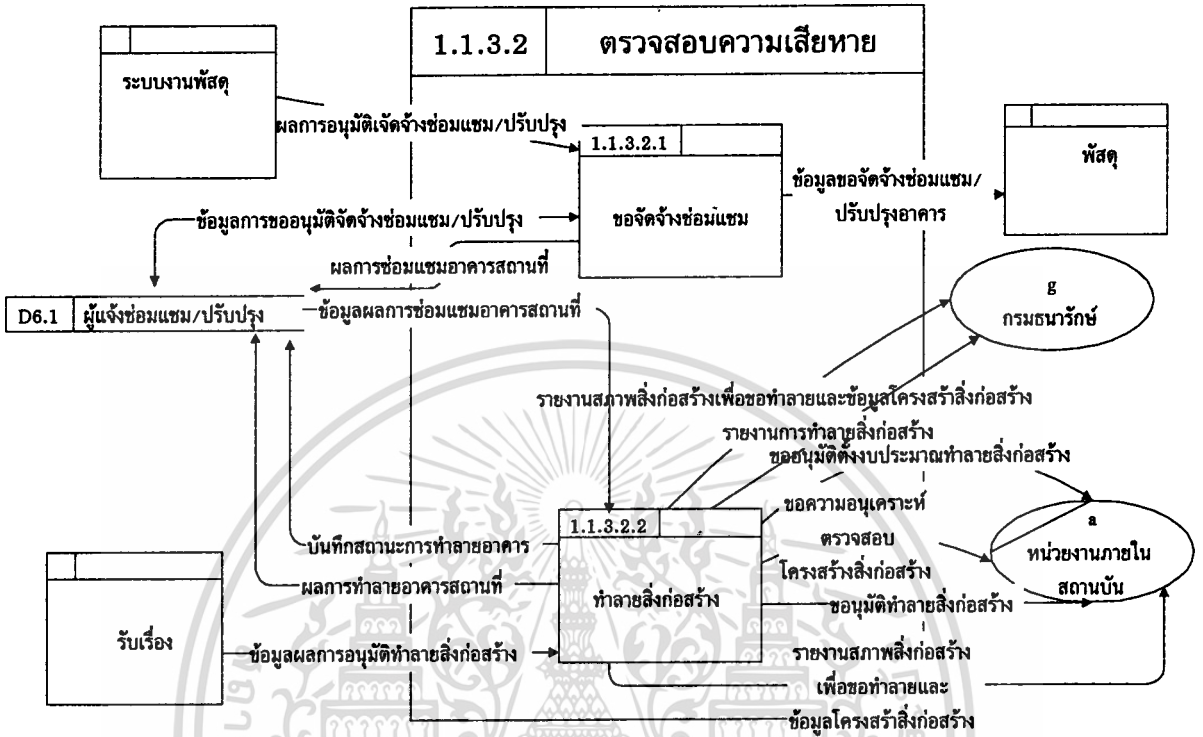 1.1.3.2 ตรวจสอบความเสียหาย
ระบบงานพัสดุ
ผลการอนุมัติเจัดจ้างซ่อมแซม/ปรับปรุง
1.1.3.2.1
ขอจัดจ้างซ่อมแซม
ข้อมูลขอจัดจ้างซ่อมแซม/
ปรับปรุงอาคาร
พัสดุ
ข้อมูลการขออนุมัติจัดจ้างซ่อมแซม/ปรับปรุง
ผลการซ่อมแซมอาคารสถานที่
D6.1 ผู้แจ้งซ่อมแซม/ปรับปรุง
ข้อมูลผลการซ่อมแซมอาคารสถานที่
g
กรมธนารักษ์
รายงานสภาพสิ่งก่อสร้างเพื่อขอทำลายและข้อมูลโครงสร้าสิ่งก่อสร้าง
รายงานการทำลายสิ่งก่อสร้าง
ขออนุมัติตั้งงบประมาณทำลายสิ่งก่อสร้าง
ขอความอนุเคราะห์
ตรวจสอบ
โครงสร้างสิ่งก่อสร้าง
a
หน่วยงานภายใน
สถานบัน
1.1.3.2.2
ทำลายสิ่งก่อสร้าง
บันทึกสถานะการทำลายอาคาร
ผลการทำลายอาคารสถานที่
ขอนุมัติทำลายสิ่งก่อสร้าง
รับเรื่อง
ข้อมูลผลการอนุมัติทำลายสิ่งก่อสร้าง
รายงานสภาพสิ่งก่อสร้าง
เพื่อขอทำลายและ
ข้อมูลโครงสร้าสิ่งก่อสร้าง